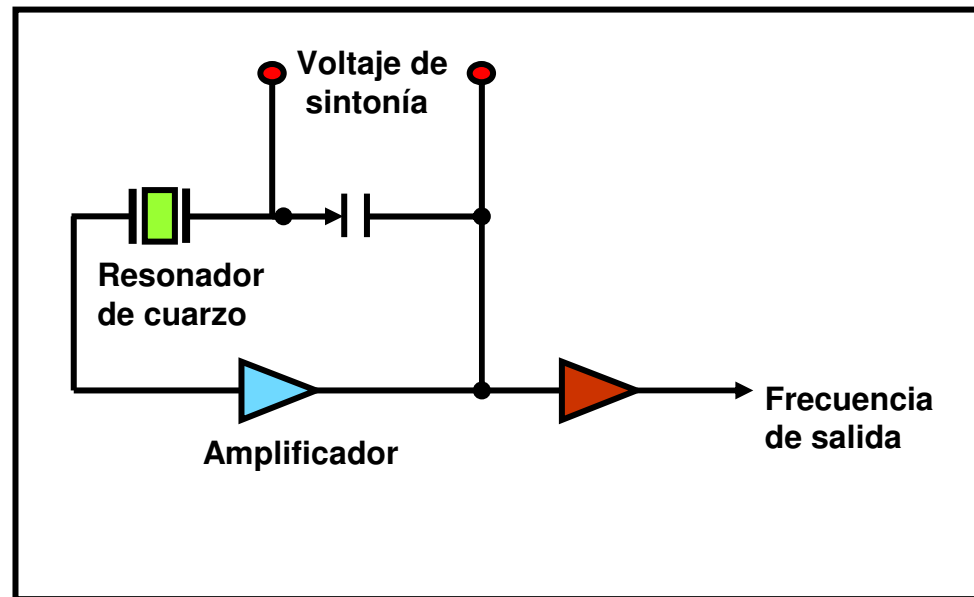 Voltaje de
sintonía
Resonador
de cuarzo
Amplificador
Frecuencia
de salida